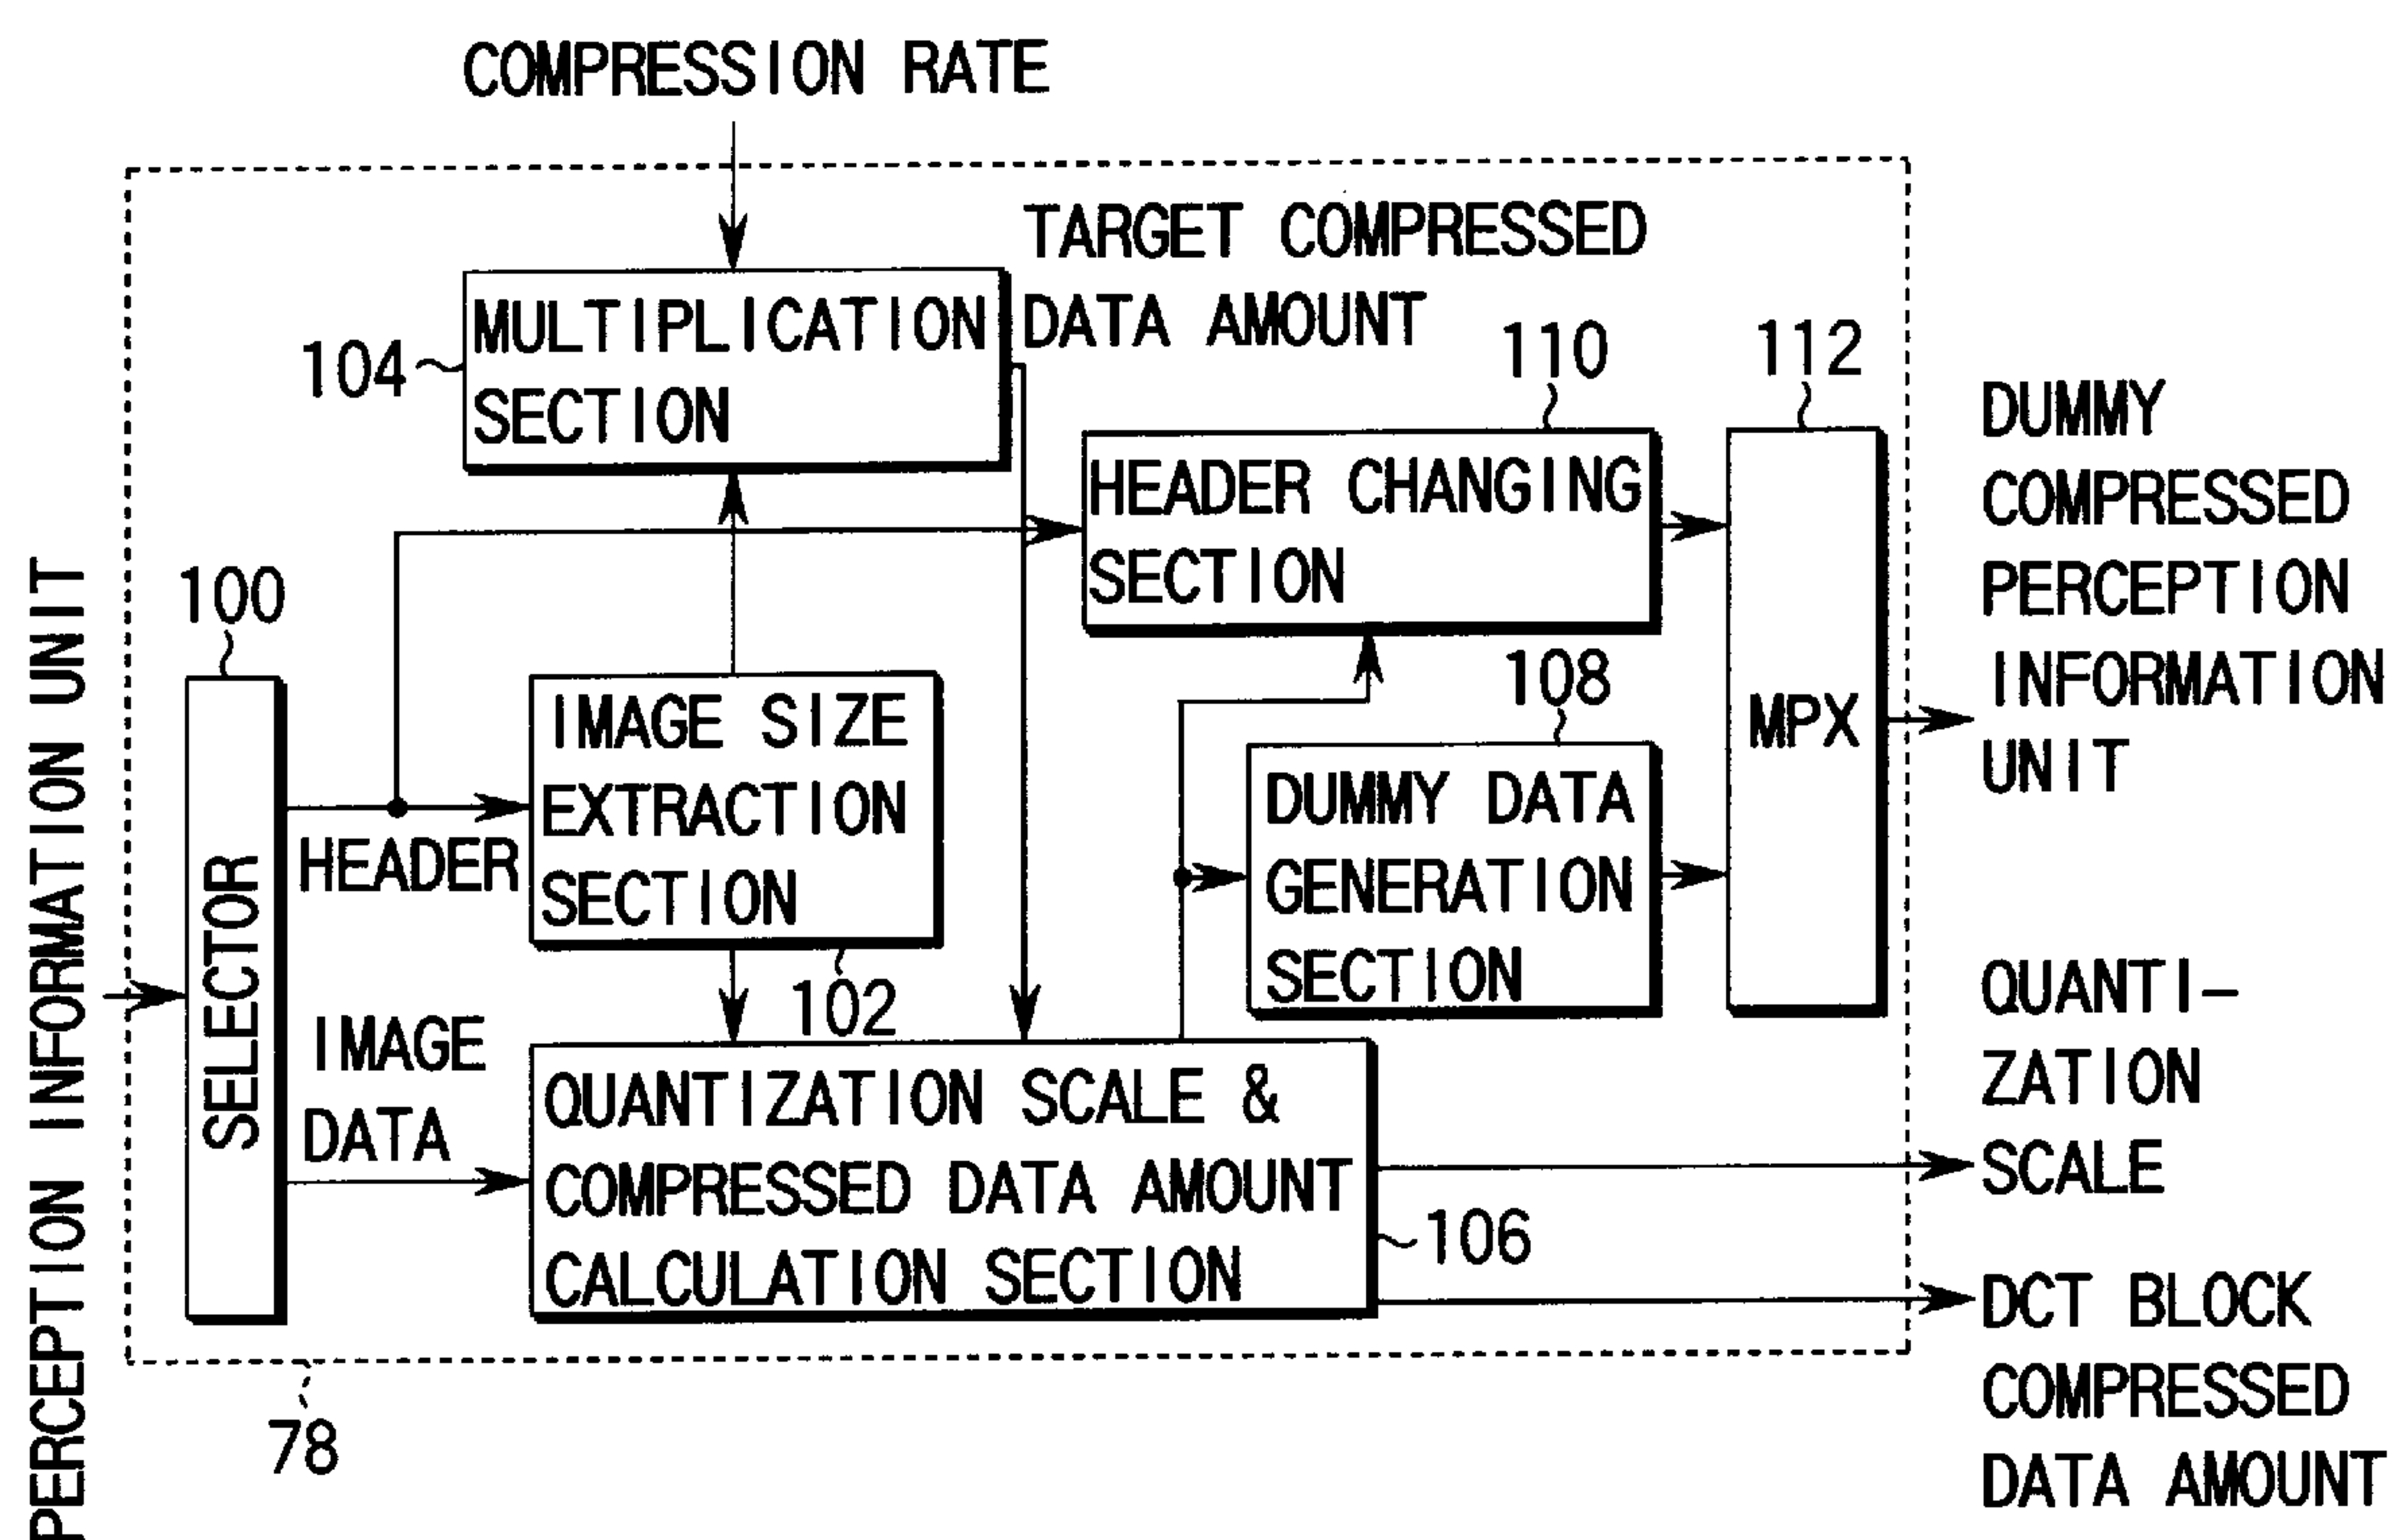 COMPRESSION RATE
TARGET COMPRESSED
DATA AMOUNT
MULTIPLICATION
SECTION
104
110
112
HEADER CHANGING
SECTION
100
IMAGE SIZE
EXTRACTION
SECTION
102
108
DUMMY DATA
GENERATION
SECTION
MPX
PERCEPTION INFORMATION UNIT
SELECTOR
HEADER
IMAGE
DATA
QUANTIZATION SCALE &
COMPRESSED DATA AMOUNT
CALCULATION SECTION
106
78
DUMMY
COMPRESSED
PERCEPTION
INFORMATION
UNIT
QUANTI-
ZATION
SCALE
DCT BLOCK
COMPRESSED
DATA AMOUNT